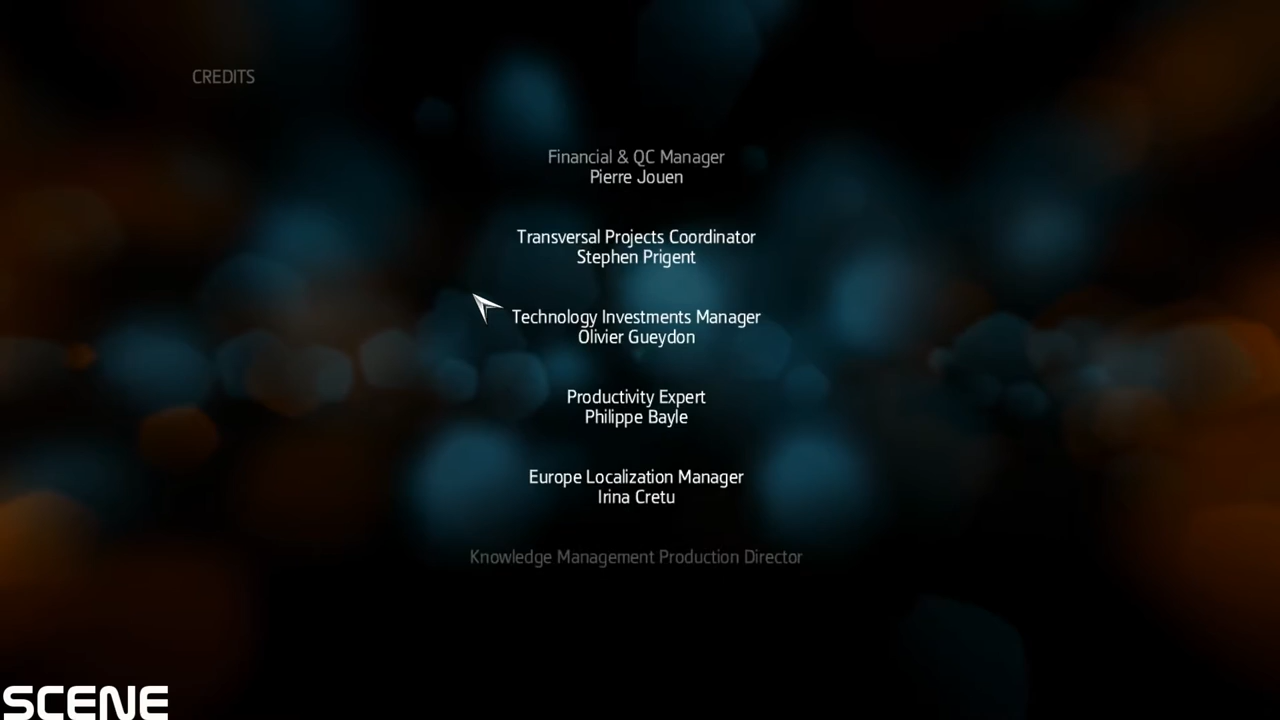 CREDITS
Financial & QC Manager
Pierre Jouen
Transversal Projects Coordinator
Stephen Prigent
Technology Investments Manager
Olivier Gueydon
Productivity Expert
Philippe Bayle
Europe Localization Manager
Irina Cretu
Knowledge Management Production Director
SCENE